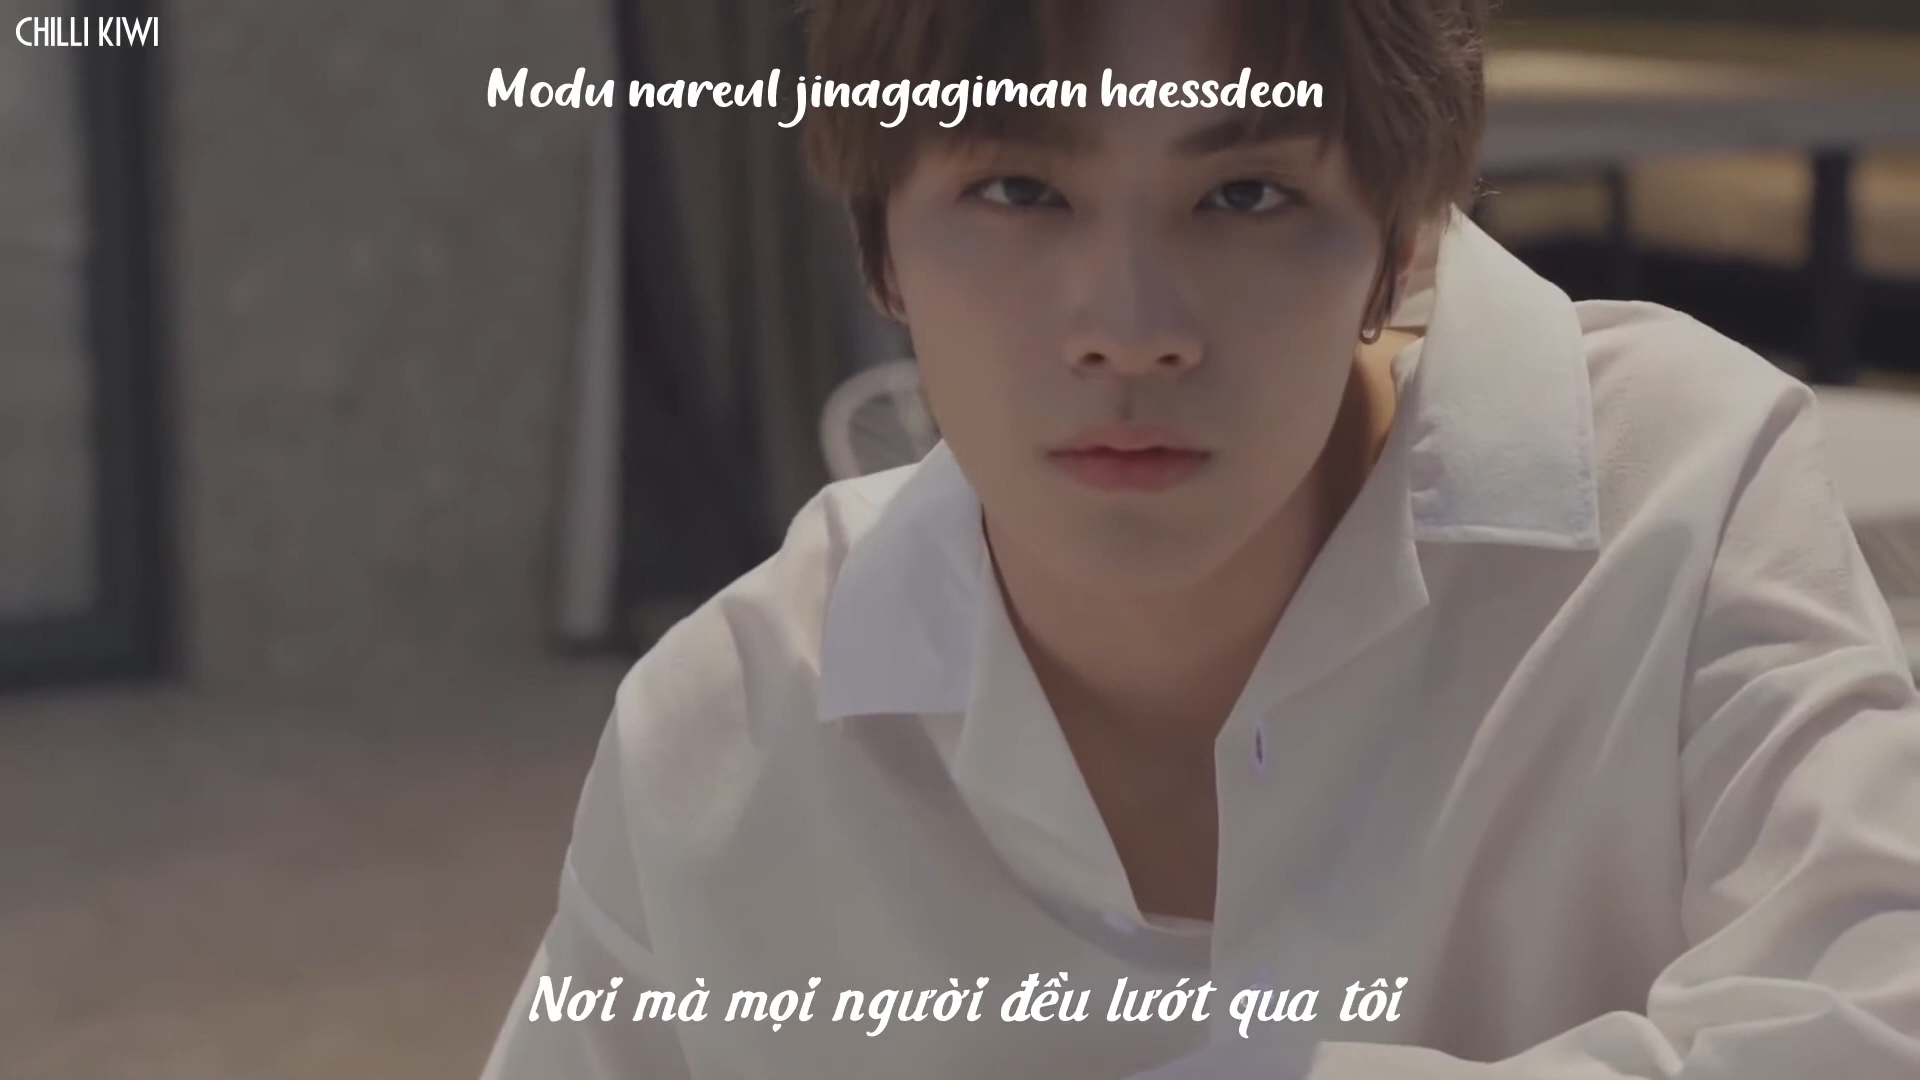 CHILLI KIWI
Modu nareul jinagagiman haessdeon
Nơi mà mọi người đều lướt qua tôi